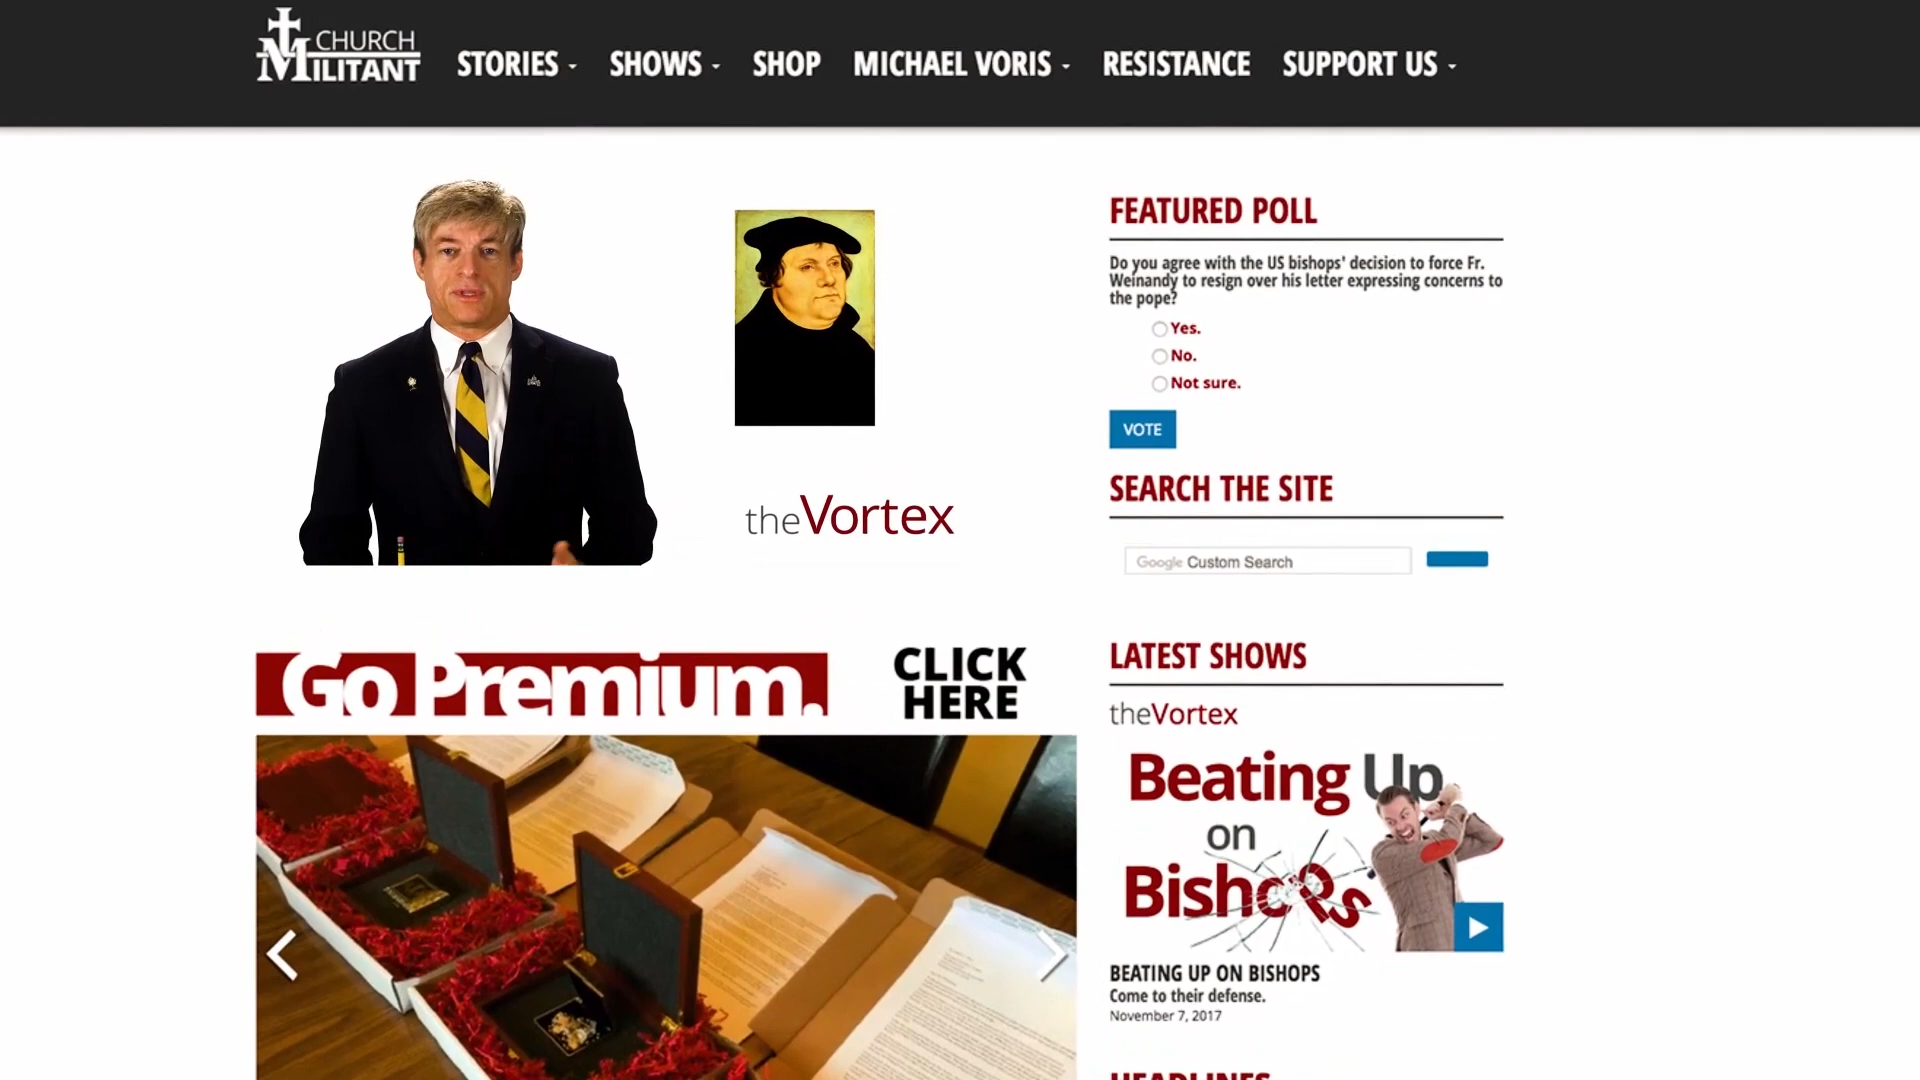 CHURCH
MILITANT
STORIES
SHOWS
SHOP
MICHAEL VORIS
RESISTANCE
SUPPORT US
theVortex
Go Premium.
CLICK
HERE
FEATURED POLL
Do you agree with the US bishops' decision to force Fr.
Weinandy to resign over his letter expressing concerns to
the pope?
Yes.
No.
Not sure.
VOTE
SEARCH THE SITE
Google Custom Search
LATEST SHOWS
theVortex
Beating Up
on
Bishops
BEATING UP ON BISHOPS
Come to their defense.
November 7, 2017
HEADLINES